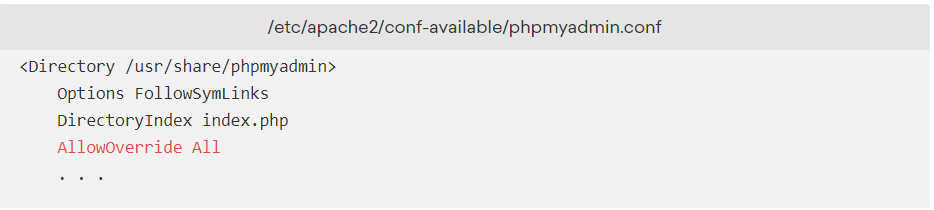 /etc/apache2/conf-available/phpmyadmin.conf
<Directory /usr/share/phpmyadmin>
Options FollowSymLinks
DirectoryIndex index.php
AllowOverride All
. . .